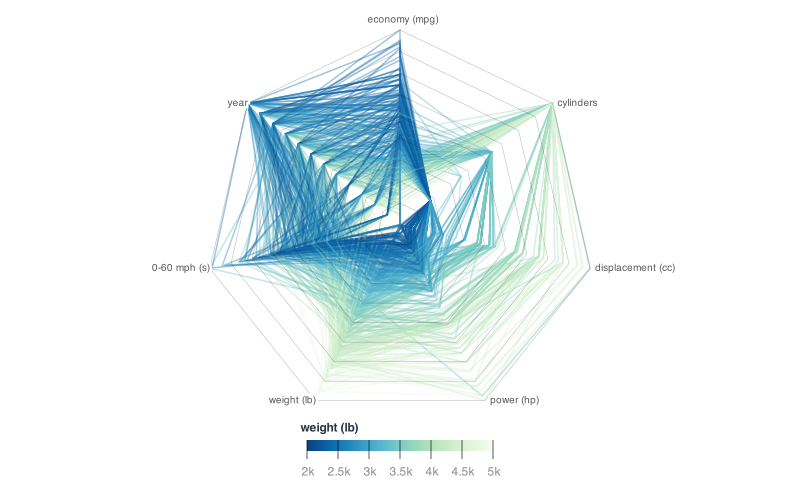 economy (mpg)
year
cylinders
0-60 mph (s)
displacement (cc)
weight (lb)
power (hp)
weight (lb)
2k 2.5k 3k 3.5k 4k 4.5k 5k